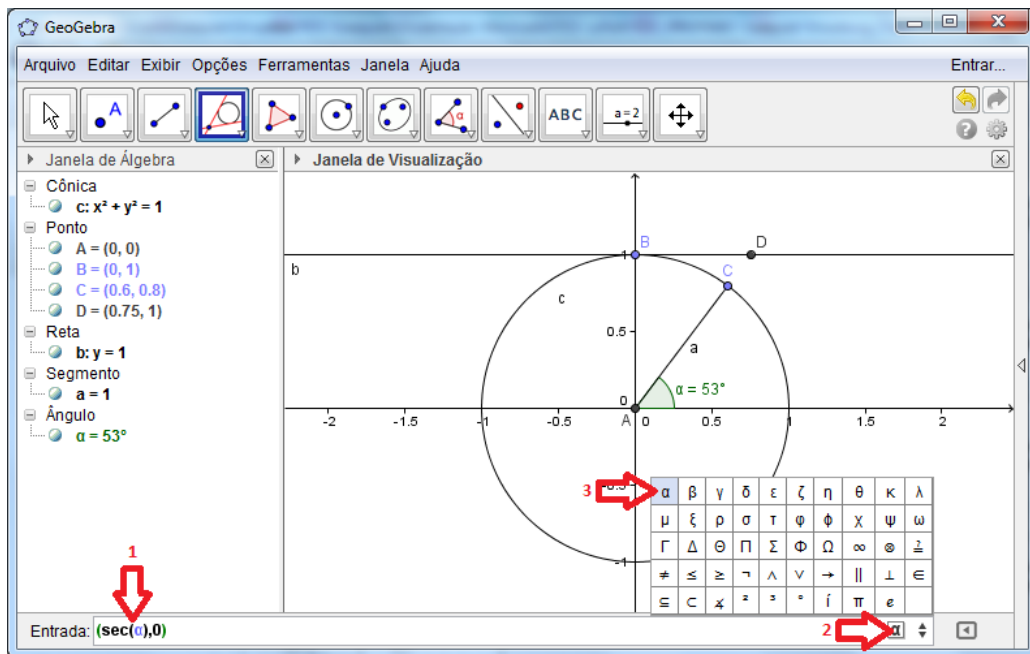 GeoGebra
Arquivo Editar Exibir Opções Ferramentas Janela Ajuda Entrar...
A α ABC a=2
Janela de Álgebra
Janela de Visualização
Cônica
c: x² + y² = 1
Ponto
A = (0, 0)
B = (0, 1)
C = (0.6, 0.8)
D = (0.75, 1)
Reta
b: y = 1
Segmento
a = 1
Ângulo
α = 53°
B D
1
b
C
c
0.5
a
α = 53°
0
-2 -1.5 -1 -0.5 A 0 0.5 1 1.5 2
-0.5
3 α β γ δ ε ζ η θ κ λ
μ ξ ρ σ τ φ ϕ χ ψ ω
Γ Δ Θ Π Σ Φ Ω ∞ ⊗ ≟
-1
≠ ≤ ≥ ¬ ∧ ∨ → ∥ ⊥ ∈
⊆ ⊂ ∡ ² ³ ° í π ℯ
1
Entrada: (sec(α),0) 2 α